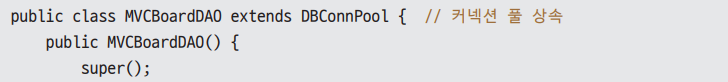 public class MVCBoardDAO extends DBConnPool {  // 커넥션 풀 상속
    public MVCBoardDAO() {
        super();